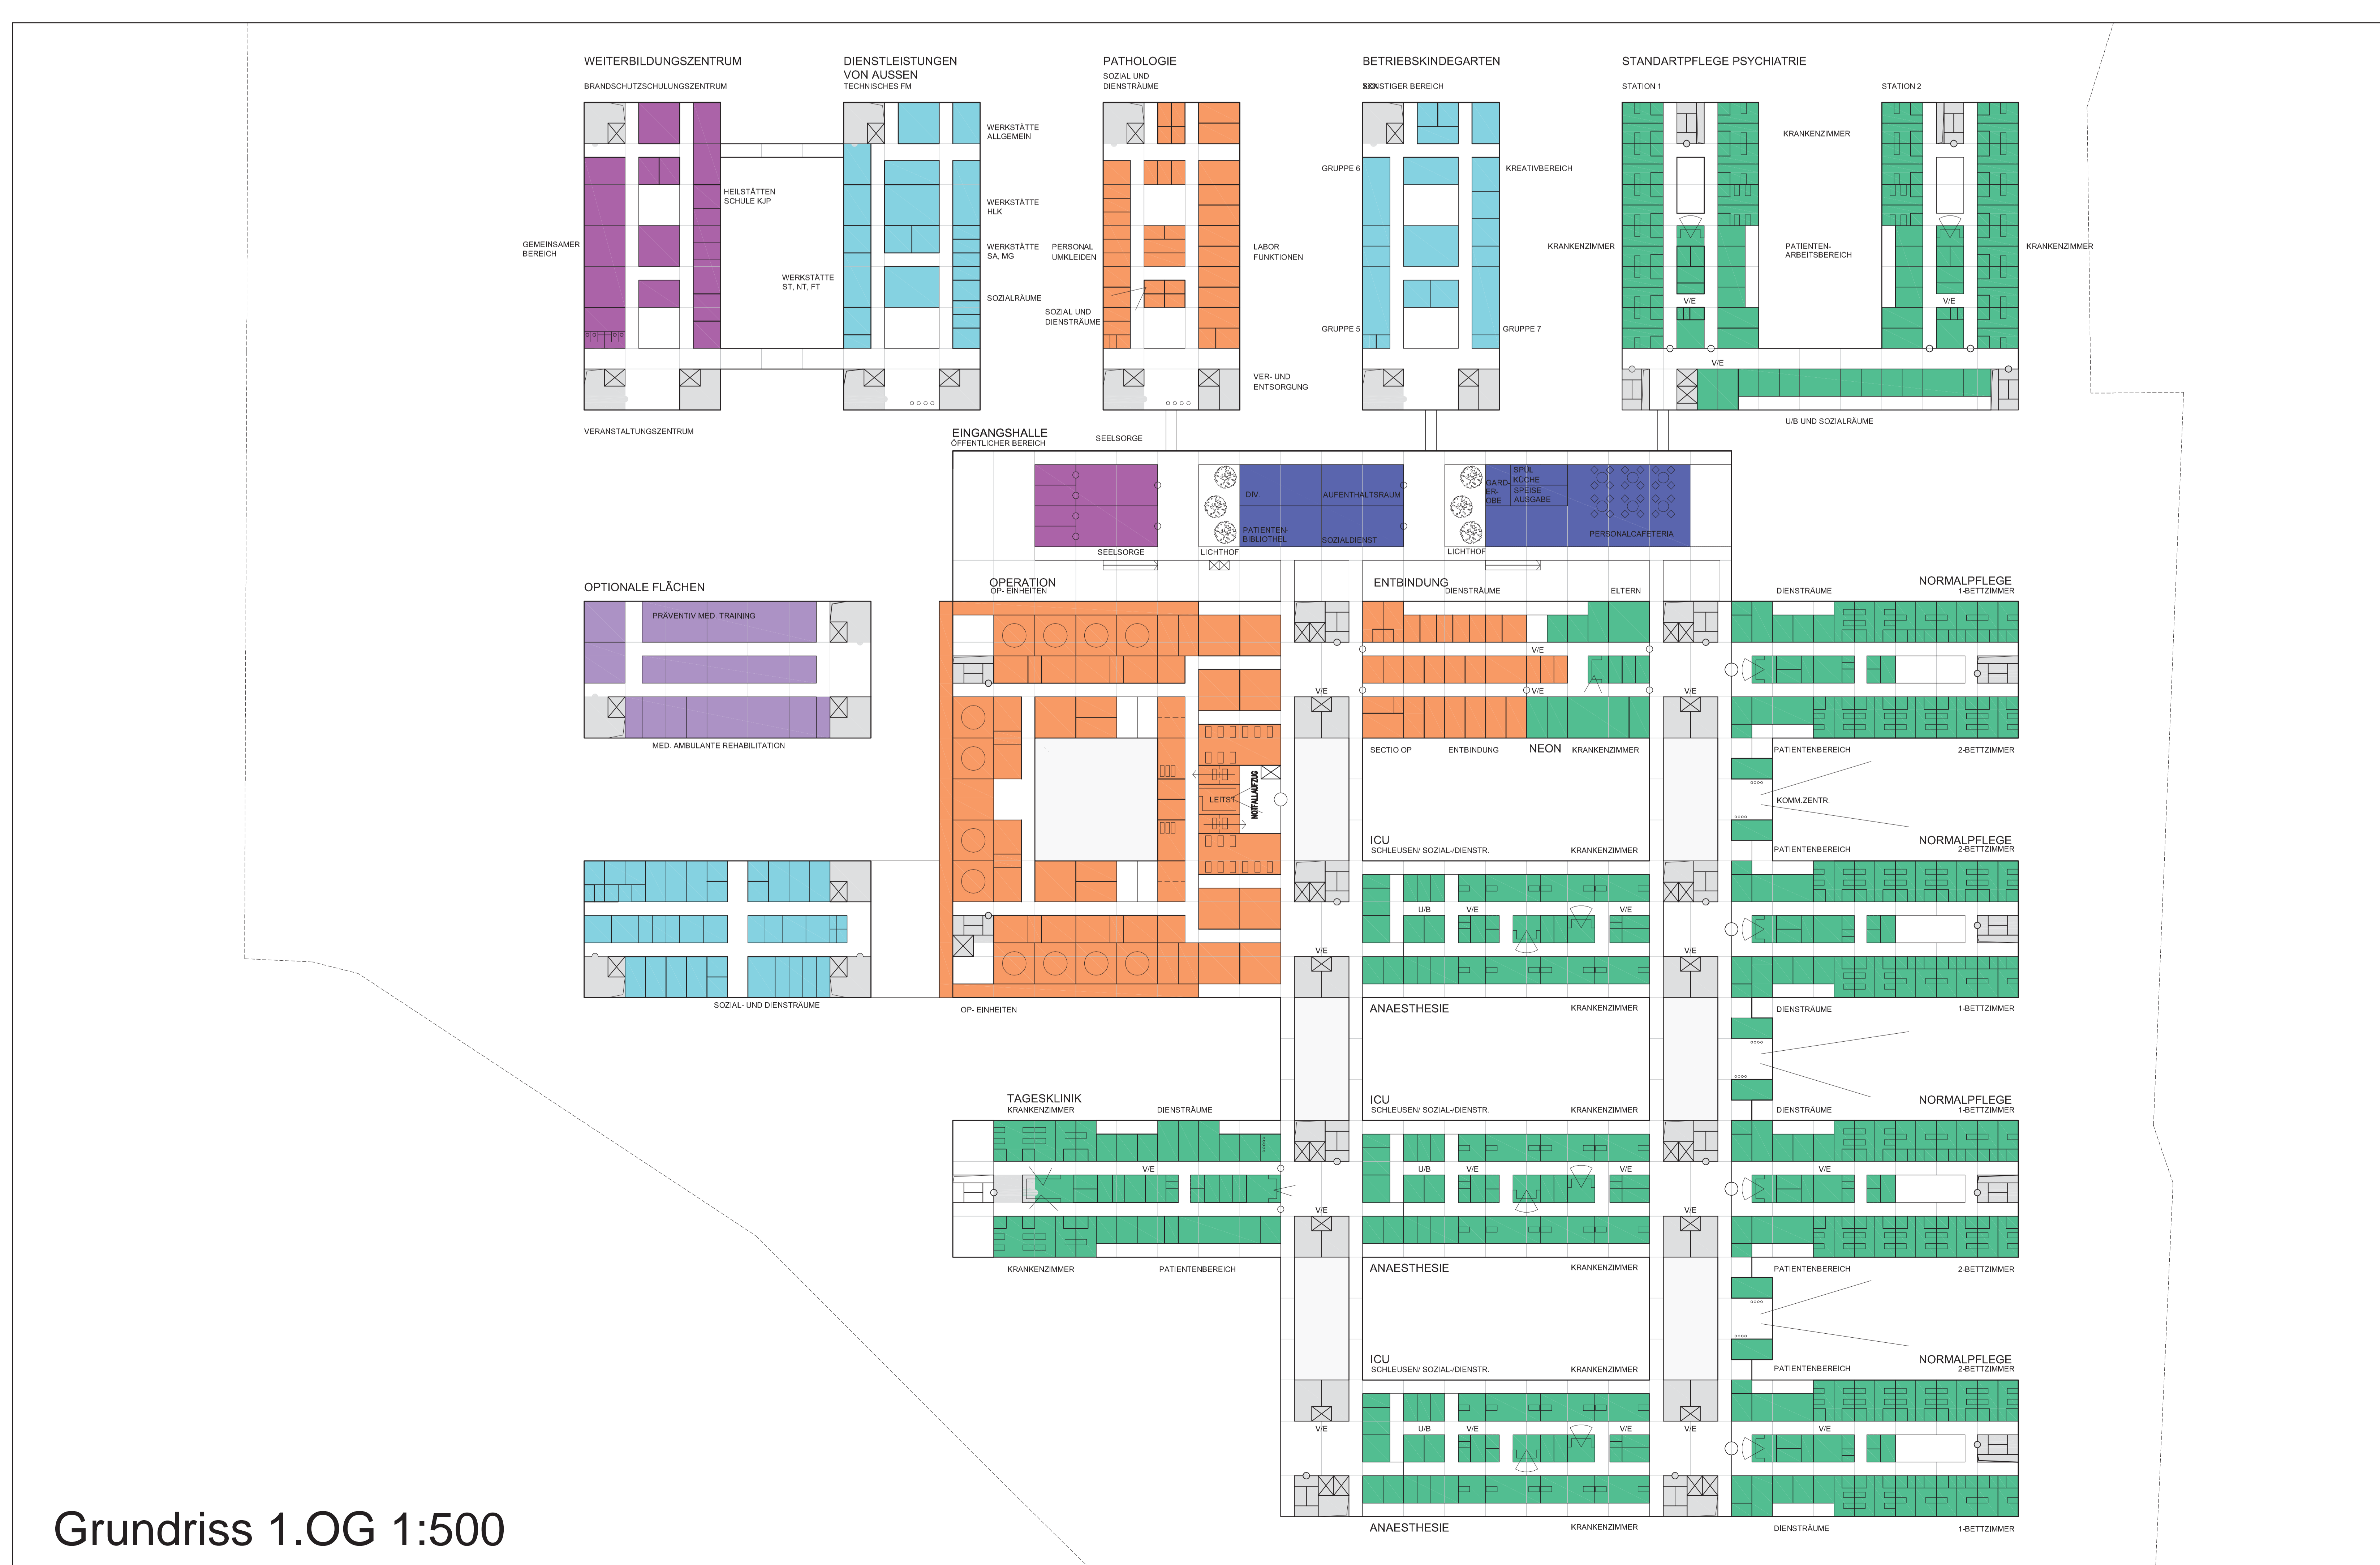 WEITERBILDUNGSZENTRUM
BRANDSCHUTZSCHULUNGSZENTRUM
DIENSTLEISTUNGEN
VON AUSSEN
TECHNISCHES FM
PATHOLOGIE
SOZIAL UND
DIENSTRÄUME
BETRIEBSKINDEGARTEN
SONSTIGER BEREICH
STANDARTPFLEGE PSYCHIATRIE
STATION 1
STATION 2
WERKSTÄTTE
ALLGEMEIN
KRANKENZIMMER
GRUPPE 6
KREATIVBEREICH
HEILSTÄTTEN
SCHULE KJP
WERKSTÄTTE
HLK
GEMEINSAMER
BEREICH
WERKSTÄTTE
SA, MG
PERSONAL
UMKLEIDEN
LABOR
FUNKTIONEN
KRANKENZIMMER
PATIENTEN-
ARBEITSBEREICH
KRANKENZIMMER
WERKSTÄTTE
ST, NT, FT
SOZIALRÄUME
SOZIAL UND
DIENSTRÄUME
V/E
V/E
GRUPPE 5
GRUPPE 7
V/E
VER- UND
ENTSORGUNG
U/B UND SOZIALRÄUME
VERANSTALTUNGSZENTRUM
EINGANGSHALLE
ÖFFENTLICHER BEREICH
SEELSORGE
DIV.
AUFENTHALTSRAUM
GARD-
ER-
OBE
SPÜL
KÜCHE
SPEISE
AUSGABE
PATIENTEN-
BIBLIOTHEL
SOZIALDIENST
PERSONALCAFETERIA
SEELSORGE
LICHTHOF
LICHTHOF
OPTIONALE FLÄCHEN
OPERATION
OP- EINHEITEN
ENTBINDUNG
DIENSTRÄUME
ELTERN
DIENSTRÄUME
NORMALPFLEGE
1-BETTZIMMER
PRÄVENTIV MED. TRAINING
V/E
V/E
V/E
V/E
MED. AMBULANTE REHABILITATION
SECTIO OP
ENTBINDUNG
NEON
KRANKENZIMMER
PATIENTENBEREICH
2-BETTZIMMER
LEITST.
NOTFALLAUFZUG
KOMM.ZENTR.
ICU
SCHLEUSEN/ SOZIAL-/DIENSTR.
KRANKENZIMMER
PATIENTENBEREICH
NORMALPFLEGE
2-BETTZIMMER
U/B
V/E
V/E
V/E
V/E
SOZIAL- UND DIENSTRÄUME
OP- EINHEITEN
ANAESTHESIE
KRANKENZIMMER
DIENSTRÄUME
1-BETTZIMMER
TAGESKLINIK
KRANKENZIMMER
DIENSTRÄUME
ICU
SCHLEUSEN/ SOZIAL-/DIENSTR.
KRANKENZIMMER
DIENSTRÄUME
NORMALPFLEGE
1-BETTZIMMER
V/E
U/B
V/E
V/E
V/E
V/E
V/E
KRANKENZIMMER
PATIENTENBEREICH
ANAESTHESIE
KRANKENZIMMER
PATIENTENBEREICH
2-BETTZIMMER
ICU
SCHLEUSEN/ SOZIAL-/DIENSTR.
KRANKENZIMMER
PATIENTENBEREICH
NORMALPFLEGE
2-BETTZIMMER
V/E
U/B
V/E
V/E
V/E
V/E
ANAESTHESIE
KRANKENZIMMER
DIENSTRÄUME
1-BETTZIMMER
Grundriss 1.OG 1:500